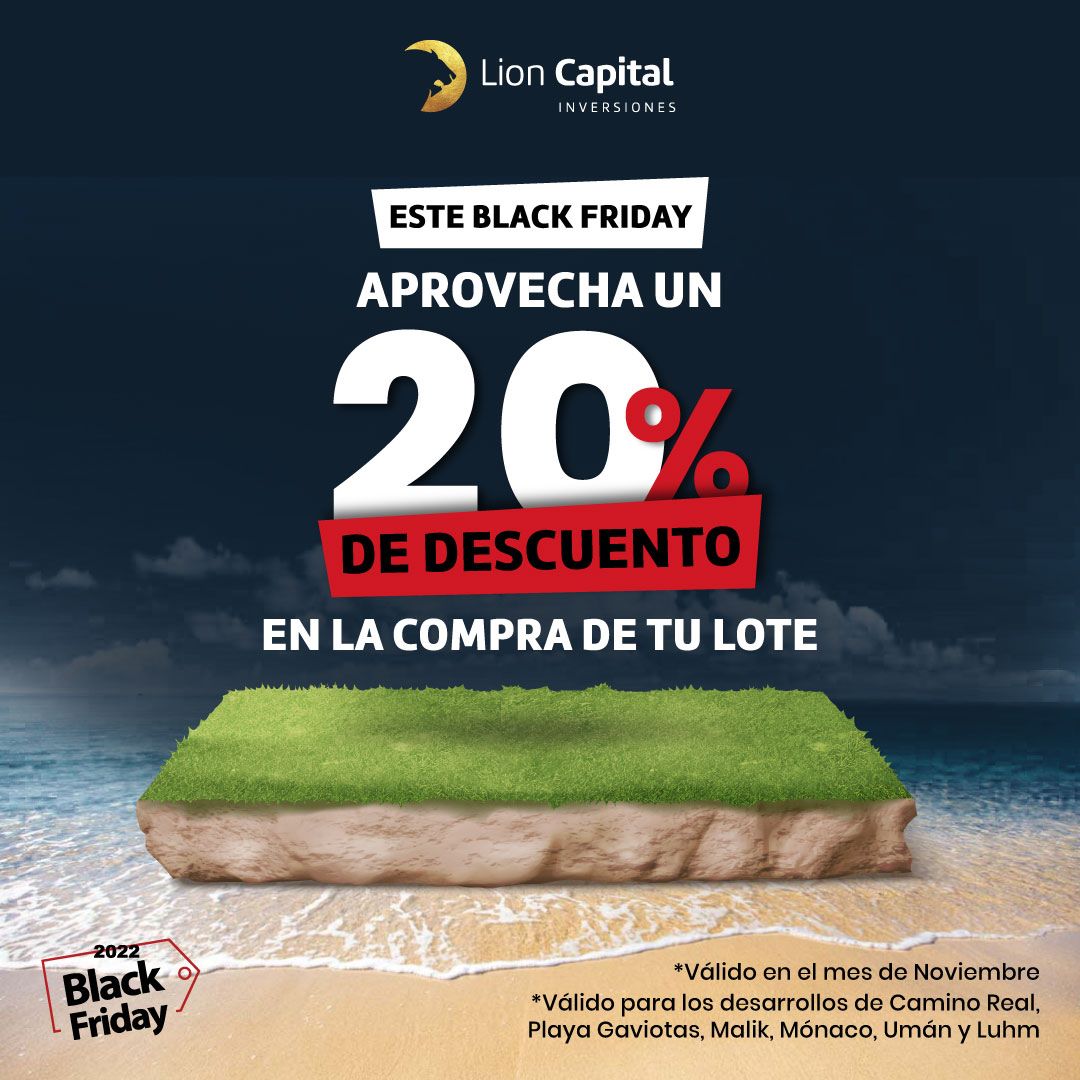 Lion Capital
INVERSIONES
ESTE BLACK FRIDAY
APROVECHA UN
20%
DE DESCUENTO
EN LA COMPRA DE TU LOTE
2022
Black
Friday
*Válido en el mes de Noviembre
*Válido para los desarrollos de Camino Real,
Playa Gaviotas, Malik, Mónaco, Umán y Luhm